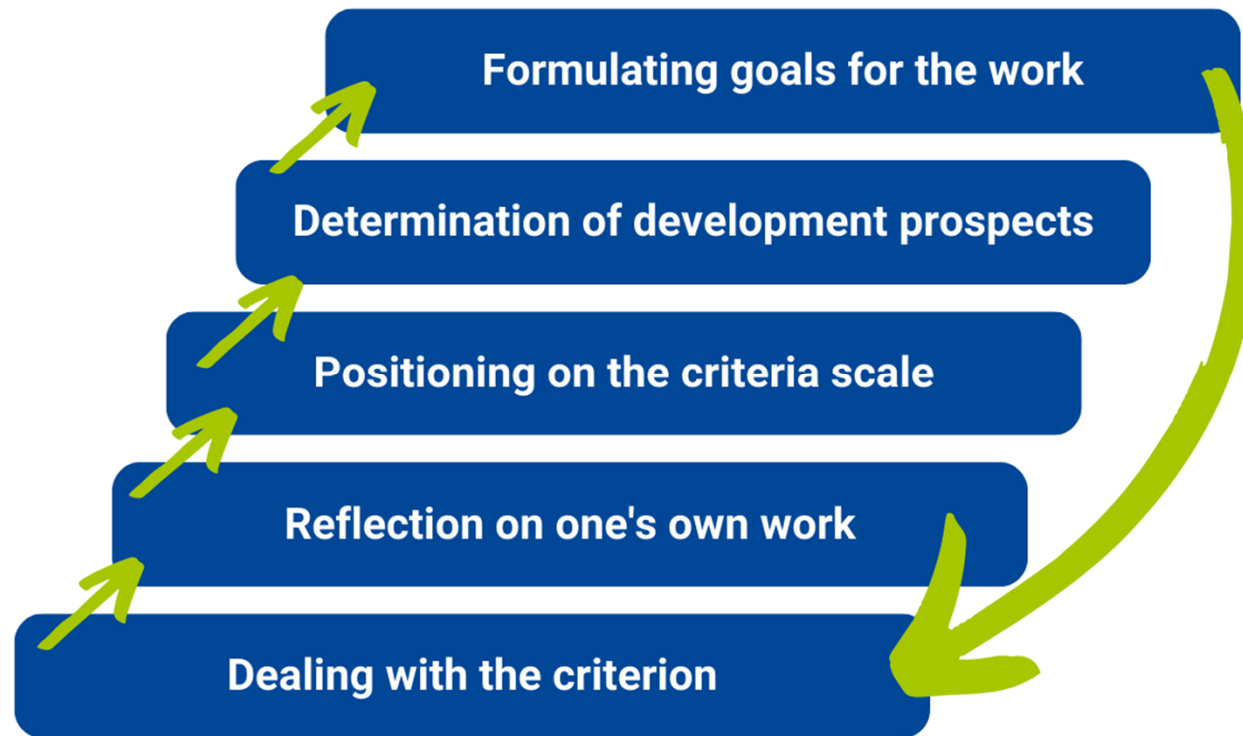 Formulating goals for the work
Determination of development prospects
Positioning on the criteria scale
Reflection on one's own work
Dealing with the criterion